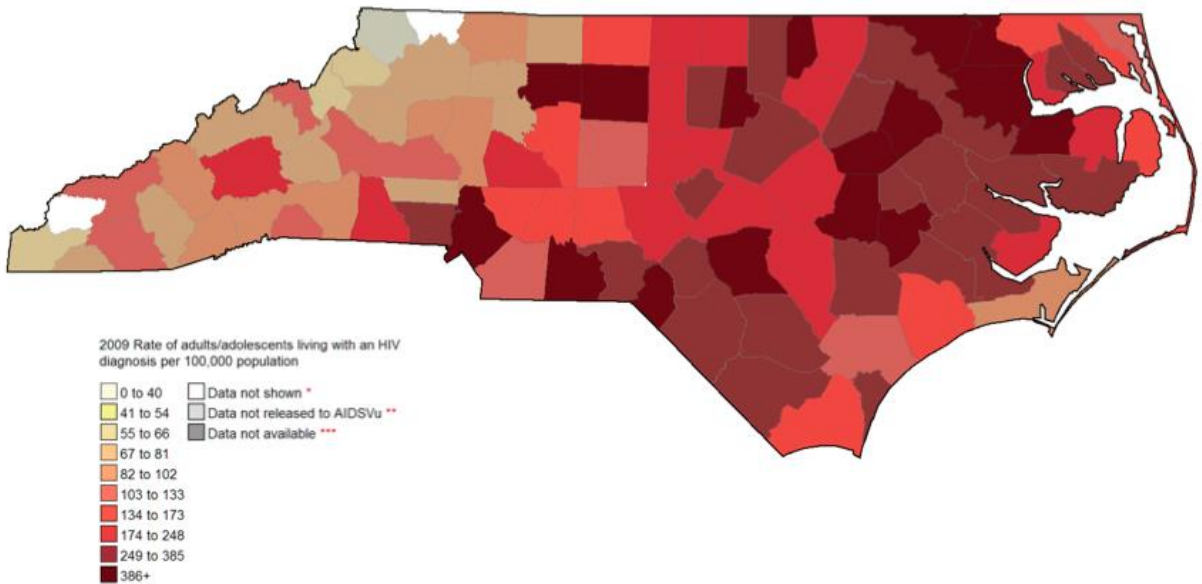 2009 Rate of adults/adolescents living with an HIV
diagnosis per 100,000 population
0 to 40
41 to 54
55 to 66
67 to 81
82 to 102
103 to 133
134 to 173
174 to 248
249 to 385
386+
Data not shown *
Data not released to AIDSVu **
Data not available ***